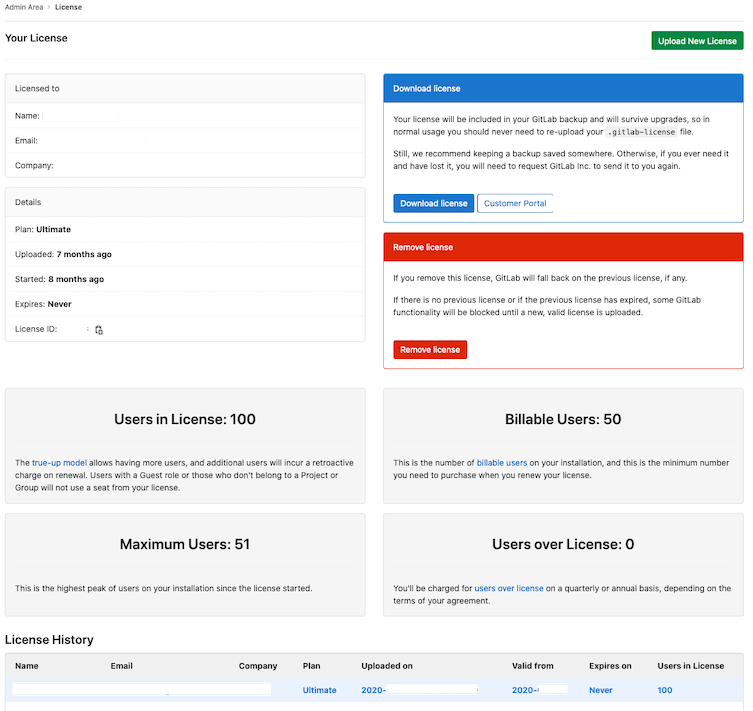 Admin Area › License
Your License
Upload New License
Licensed to
Name:
Email:
Company:
Details
Plan: Ultimate
Uploaded: 7 months ago
Started: 8 months ago
Expires: Never
License ID:
Download license
Your license will be included in your GitLab backup and will survive upgrades, so in
normal usage you should never need to re-upload your .gitlab-license file.
Still, we recommend keeping a backup saved somewhere. Otherwise, if you ever need it
and have lost it, you will need to request GitLab Inc. to send it to you again.
Download license Customer Portal
Remove license
If you remove this license, GitLab will fall back on the previous license, if any.
If there is no previous license or if the previous license has expired, some GitLab
functionality will be blocked until a new, valid license is uploaded.
Remove license
Users in License: 100
The true-up model allows having more users, and additional users will incur a retroactive
charge on renewal. Users with a Guest role or those who don't belong to a Project or
Group will not use a seat from your license.
Billable Users: 50
This is the number of billable users on your installation, and this is the minimum number
you need to purchase when you renew your license.
Maximum Users: 51
This is the highest peak of users on your installation since the license started.
Users over License: 0
You'll be charged for users over license on a quarterly or annual basis, depending on the
terms of your agreement.
License History
Name Email Company Plan Uploaded on Valid from Expires on Users in License
Ultimate 2020- 2020- Never 100